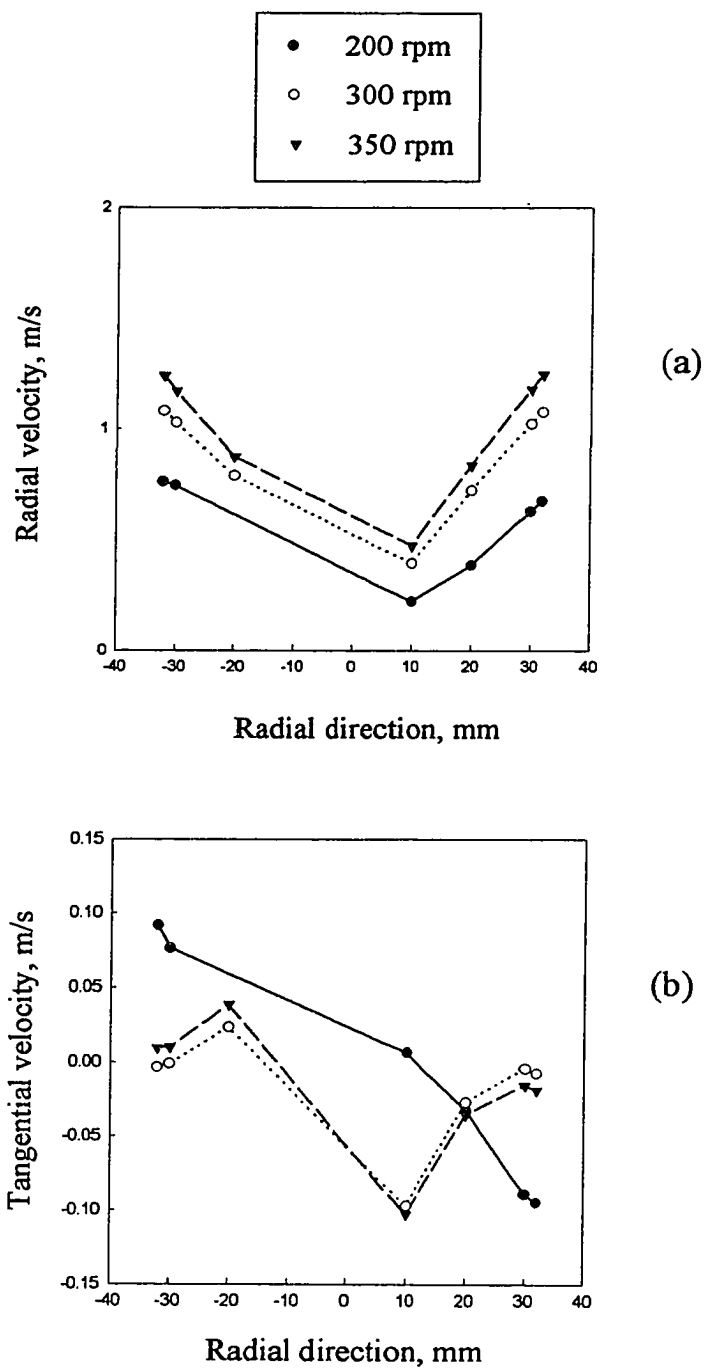 200 rpm
300 rpm
350 rpm
2
1
0
-40 -30 -20 -10 0 10 20 30 40
Radial velocity, m/s
Radial direction, mm
(a)
0.15
0.10
0.05
0.00
-0.05
-0.10
-0.15
-40 -30 -20 -10 0 10 20 30 40
Tangential velocity, m/s
Radial direction, mm
(b)